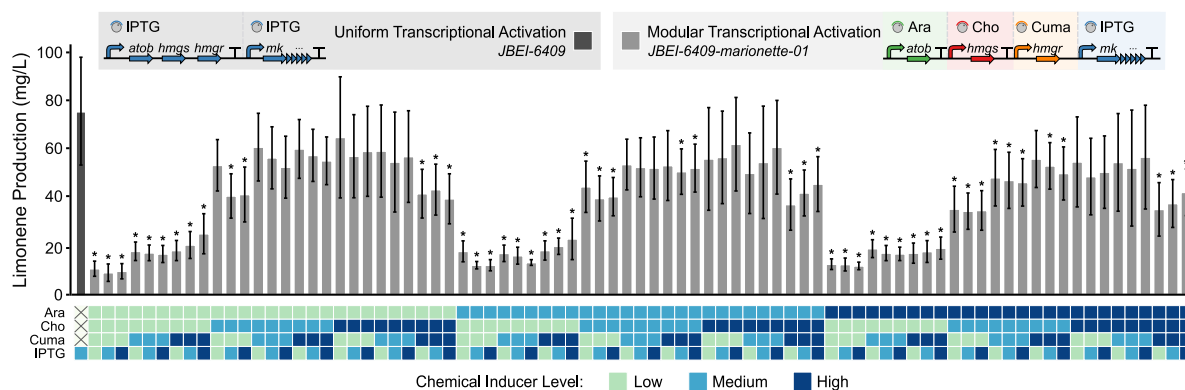 IPTG IPTG Uniform Transcriptional Activation
JBEI-6409
atob hmgs hmgr mk ...
Modular Transcriptional Activation
JBEI-6409-marionette-01
Ara Cho Cuma IPTG
atob hmgs hmgr mk ...
Limonene Production (mg/L)
100
80
60
40
20
0
* * * * * * * * * * * * * * * * * * * * * * * * * * * * * * * * * * * * * * * * * * * * * * * * * * * * * *
Ara
Cho
Cuma
IPTG
Chemical Inducer Level: Low Medium High